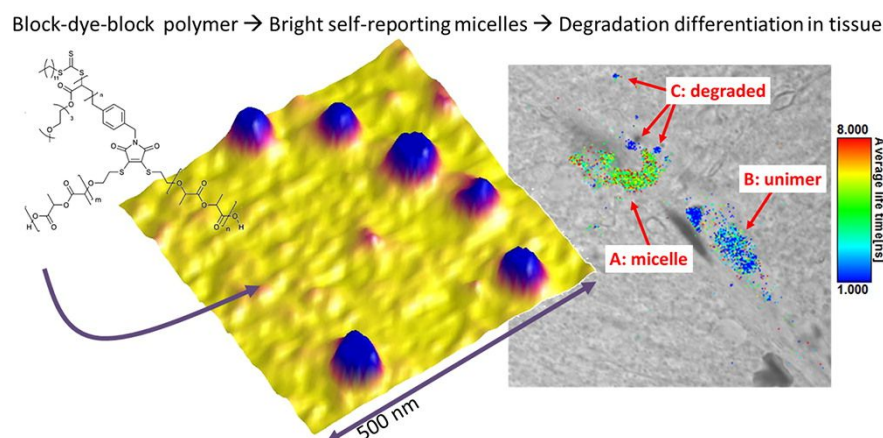 Block-dye-block polymer → Bright self-reporting micelles → Degradation differentiation in tissue
C: degraded
B: unimer
A: micelle
8.000
Average life time[ns]
1.000
500 nm